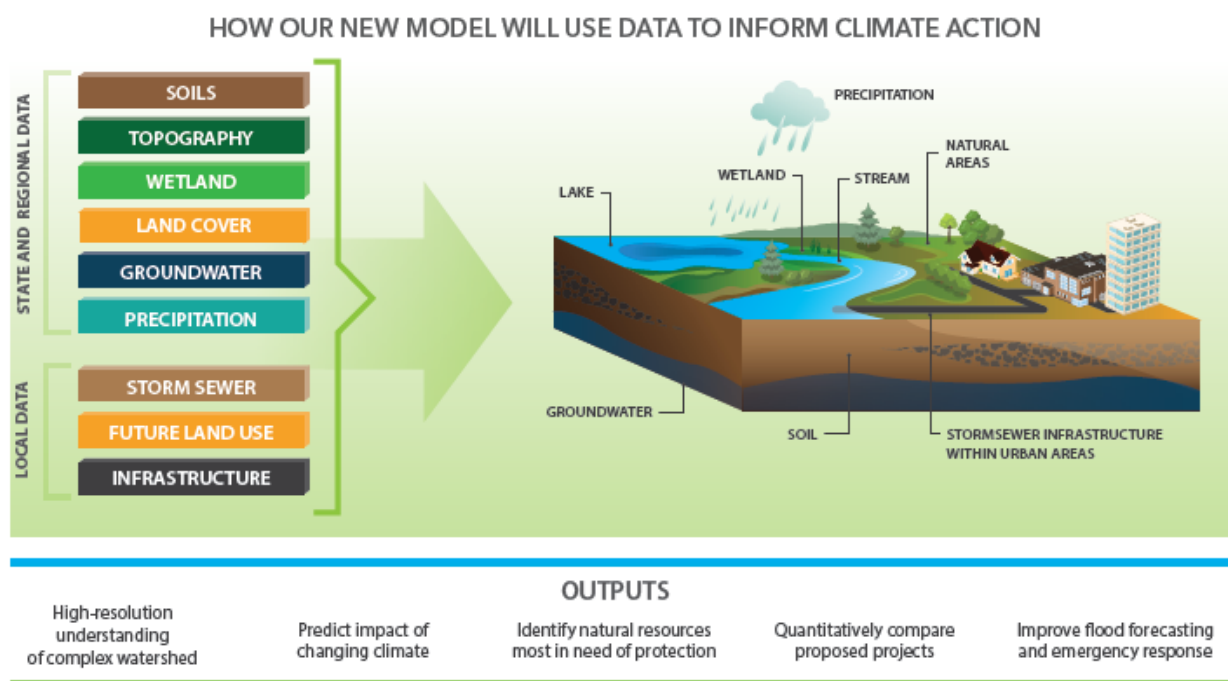 HOW OUR NEW MODEL WILL USE DATA TO INFORM CLIMATE ACTION
STATE AND REGIONAL DATA
SOILS
TOPOGRAPHY
WETLAND
LAND COVER
GROUNDWATER
PRECIPITATION
LOCAL DATA
STORM SEWER
FUTURE LAND USE
INFRASTRUCTURE
PRECIPITATION
NATURAL
AREAS
WETLAND
STREAM
LAKE
GROUNDWATER
SOIL
STORMSEWER INFRASTRUCTURE
WITHIN URBAN AREAS
OUTPUTS
High-resolution
understanding
of complex watershed
Predict impact of
changing climate
Identify natural resources
most in need of protection
Quantitatively compare
proposed projects
Improve flood forecasting
and emergency response